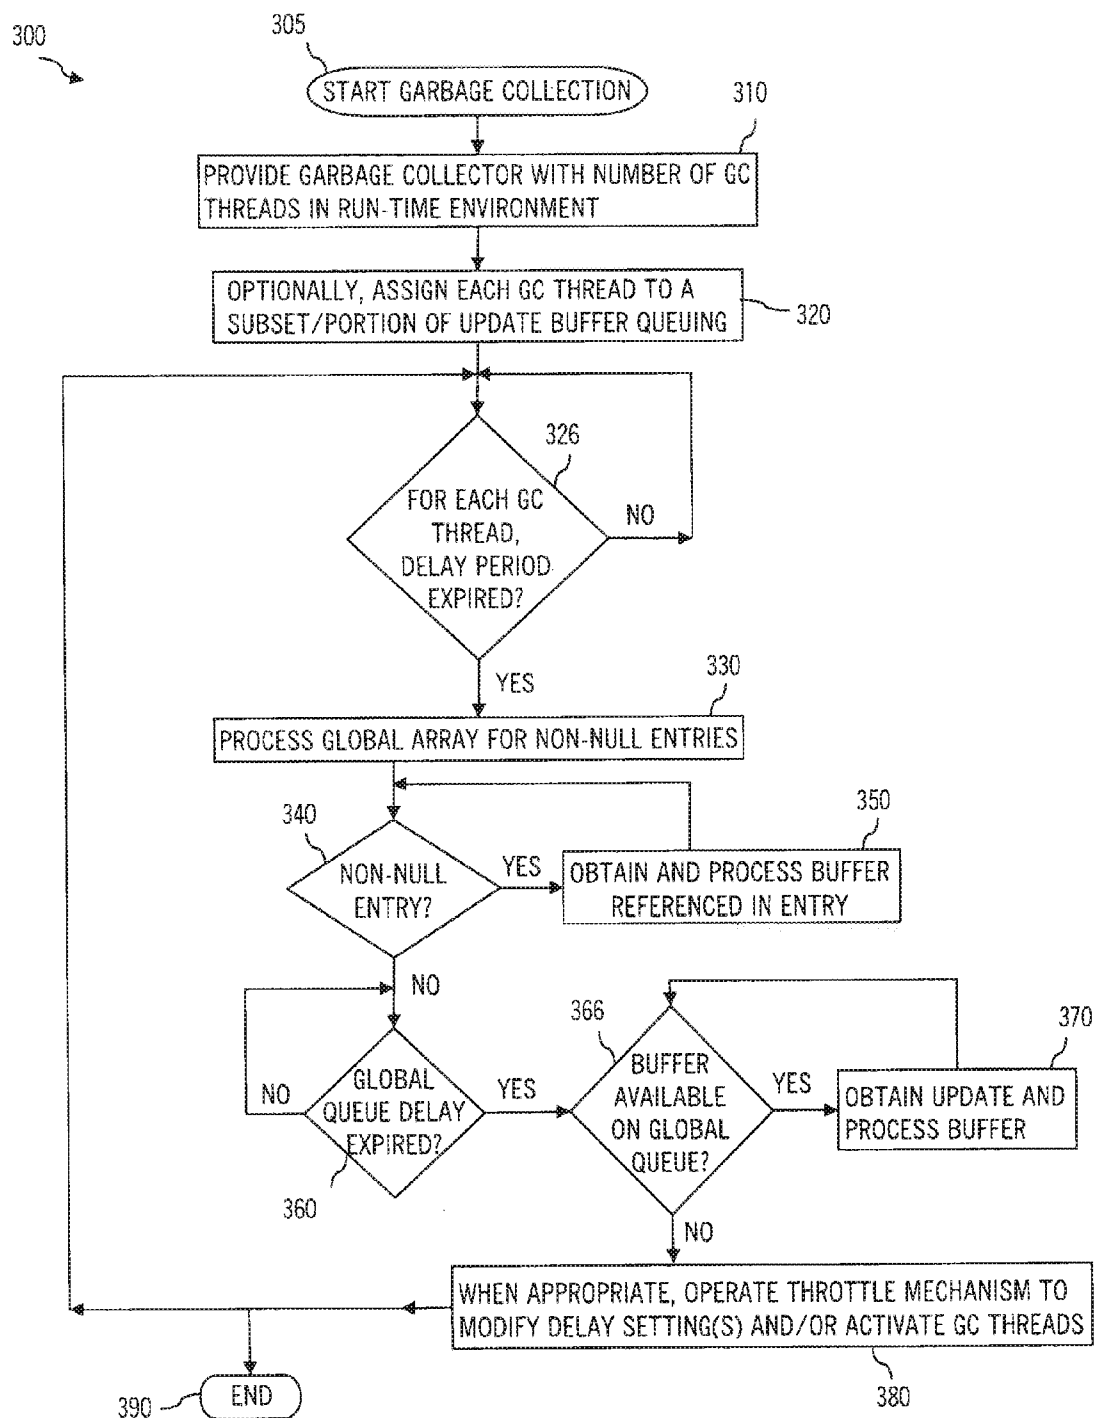 300
305
START GARBAGE COLLECTION
310
PROVIDE GARBAGE COLLECTOR WITH NUMBER OF GC
THREADS IN RUN-TIME ENVIRONMENT
OPTIONALLY, ASSIGN EACH GC THREAD TO A
SUBSET/PORTION OF UPDATE BUFFER QUEUING
320
326
FOR EACH GC
THREAD,
DELAY PERIOD
EXPIRED?
NO
YES
330
PROCESS GLOBAL ARRAY FOR NON-NULL ENTRIES
340
NON-NULL
ENTRY?
YES
350
OBTAIN AND PROCESS BUFFER
REFERENCED IN ENTRY
NO
GLOBAL
QUEUE DELAY
EXPIRED?
NO
YES
360
366
BUFFER
AVAILABLE
ON GLOBAL
QUEUE?
YES
370
OBTAIN UPDATE AND
PROCESS BUFFER
NO
WHEN APPROPRIATE, OPERATE THROTTLE MECHANISM TO
MODIFY DELAY SETTING(S) AND/OR ACTIVATE GC THREADS
380
390
END